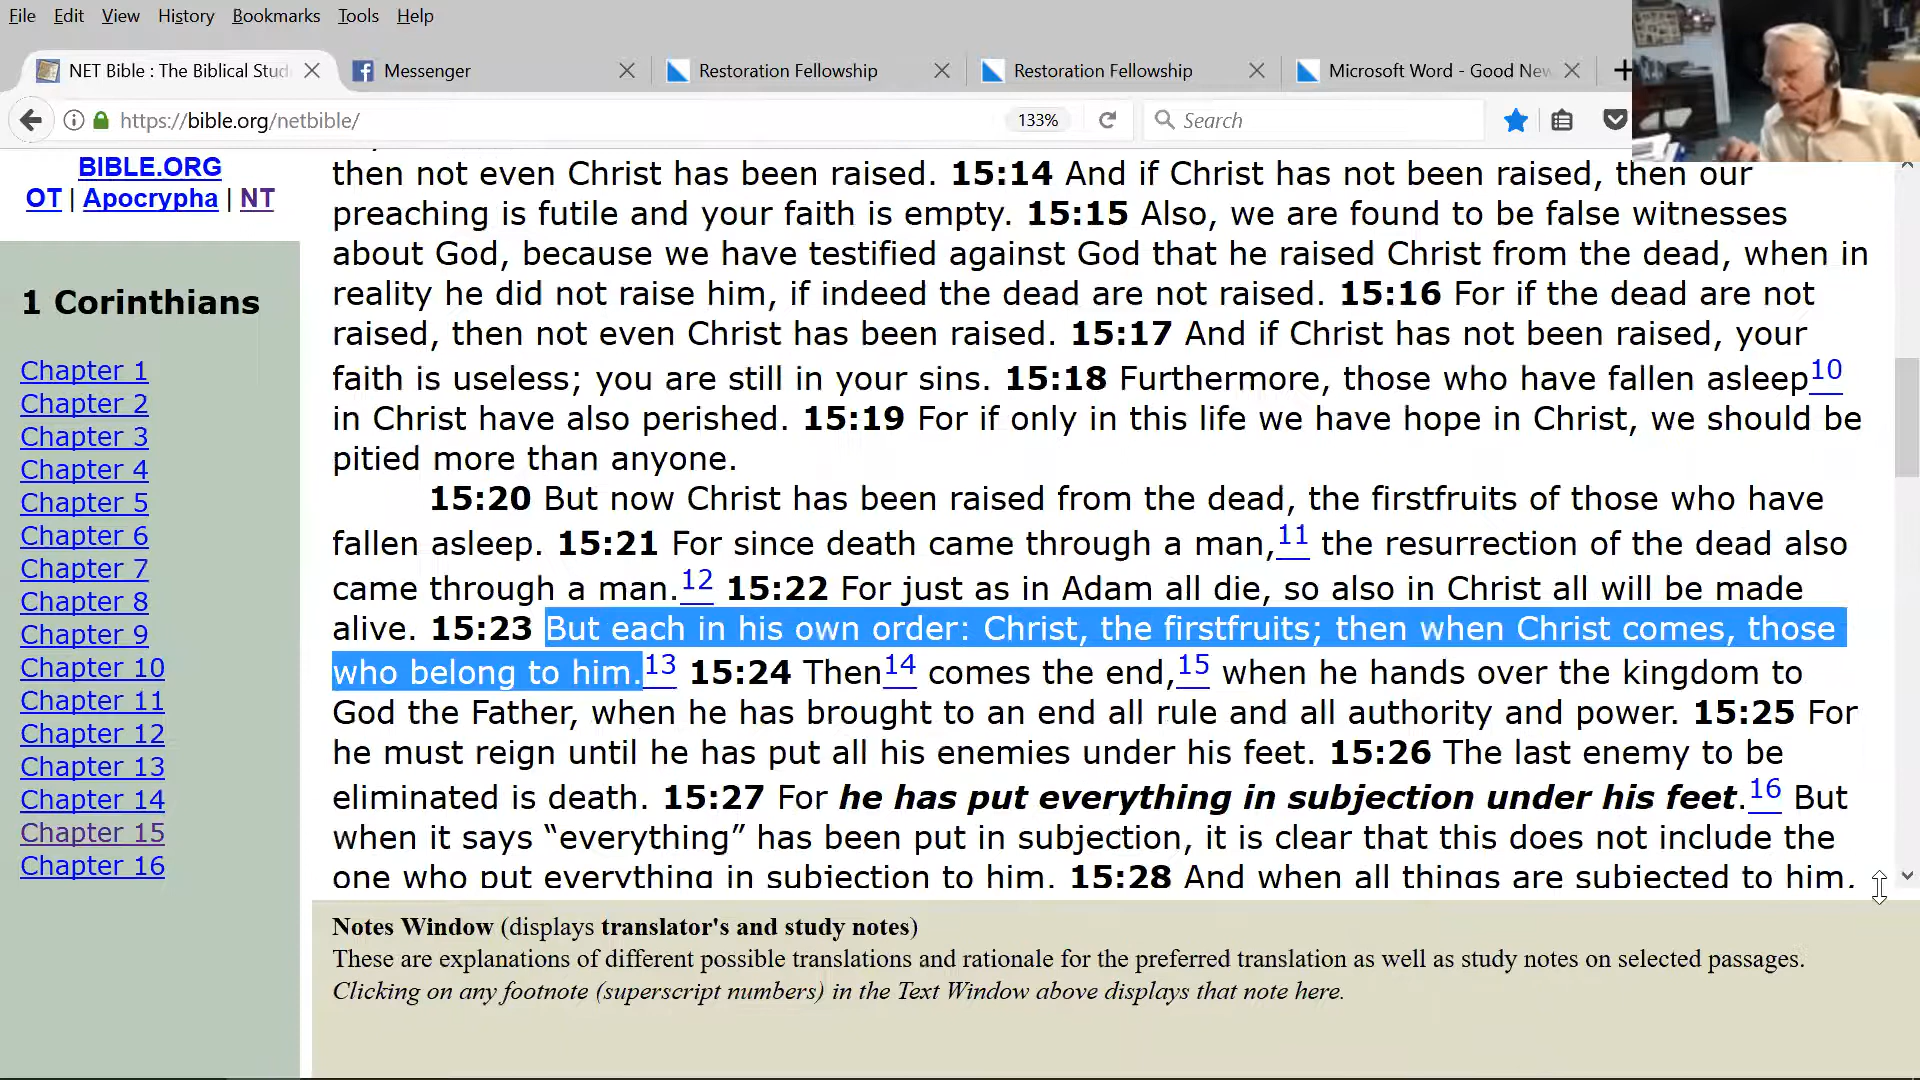 File Edit View History Bookmarks Tools Help
NET Bible : The Biblical Stud
Messenger
Restoration Fellowship
Restoration Fellowship
Microsoft Word - Good New
https://bible.org/netbible/
133%
Search
BIBLE.ORG
OT | Apocrypha | NT
1 Corinthians
Chapter 1
Chapter 2
Chapter 3
Chapter 4
Chapter 5
Chapter 6
Chapter 7
Chapter 8
Chapter 9
Chapter 10
Chapter 11
Chapter 12
Chapter 13
Chapter 14
Chapter 15
Chapter 16
then not even Christ has been raised. 15:14 And if Christ has not been raised, then our
preaching is futile and your faith is empty. 15:15 Also, we are found to be false witnesses
about God, because we have testified against God that he raised Christ from the dead, when in
reality he did not raise him, if indeed the dead are not raised. 15:16 For if the dead are not
raised, then not even Christ has been raised. 15:17 And if Christ has not been raised, your
faith is useless; you are still in your sins. 15:18 Furthermore, those who have fallen asleep10
in Christ have also perished. 15:19 For if only in this life we have hope in Christ, we should be
pitied more than anyone.
15:20 But now Christ has been raised from the dead, the firstfruits of those who have
fallen asleep. 15:21 For since death came through a man,11 the resurrection of the dead also
came through a man.12 15:22 For just as in Adam all die, so also in Christ all will be made
alive. 15:23 But each in his own order: Christ, the firstfruits; then when Christ comes, those
who belong to him.13 15:24 Then14 comes the end,15 when he hands over the kingdom to
God the Father, when he has brought to an end all rule and all authority and power. 15:25 For
he must reign until he has put all his enemies under his feet. 15:26 The last enemy to be
eliminated is death. 15:27 For he has put everything in subjection under his feet.16 But
when it says “everything” has been put in subjection, it is clear that this does not include the
one who put everything in subjection to him. 15:28 And when all things are subjected to him,
Notes Window (displays translator's and study notes)
These are explanations of different possible translations and rationale for the preferred translation as well as study notes on selected passages.
Clicking on any footnote (superscript numbers) in the Text Window above displays that note here.